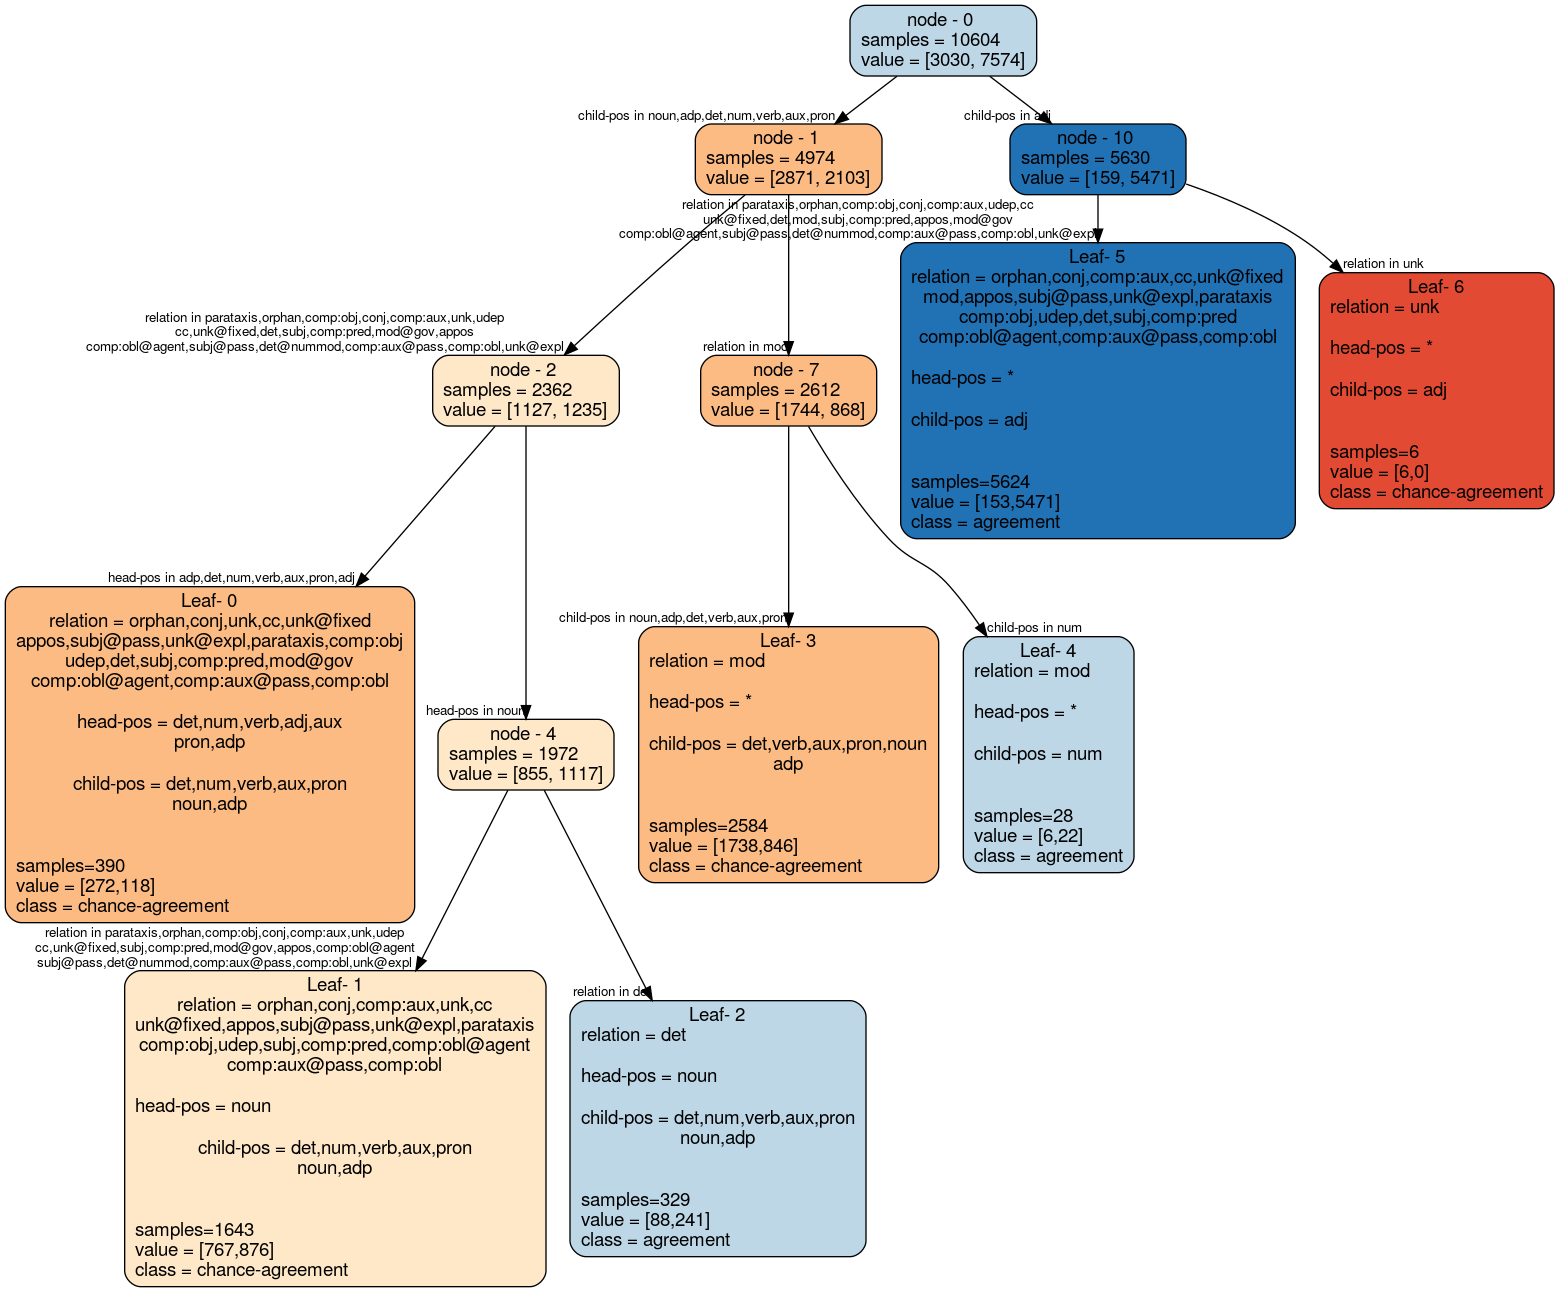 node - 0
samples = 10604
value = [3030, 7574]
child-pos in noun,adp,det,num,verb,aux,pron
child-pos in adj
node - 1
samples = 4974
value = [2871, 2103]
node - 10
samples = 5630
value = [159, 5471]
relation in parataxis,orphan,comp:obj,conj,comp:aux,udep,cc
unk@fixed,det,mod,subj,comp:pred,appos,mod@gov
comp:obl@agent,subj@pass,det@nummod,comp:aux@pass,comp:obl,unk@expl
relation in unk
Leaf- 5
relation = orphan,conj,comp:aux,cc,unk@fixed
mod,appos,subj@pass,unk@expl,parataxis
comp:obj,udep,det,subj,comp:pred
comp:obl@agent,comp:aux@pass,comp:obl
head-pos = *
child-pos = adj
samples=5624
value = [153,5471]
class = agreement
Leaf- 6
relation = unk
head-pos = *
child-pos = adj
samples=6
value = [6,0]
class = chance-agreement
relation in parataxis,orphan,comp:obj,conj,comp:aux,unk,udep
cc,unk@fixed,det,subj,comp:pred,mod@gov,appos
comp:obl@agent,subj@pass,det@nummod,comp:aux@pass,comp:obl,unk@expl
relation in mod
node - 2
samples = 2362
value = [1127, 1235]
node - 7
samples = 2612
value = [1744, 868]
head-pos in adp,det,num,verb,aux,pron,adj
head-pos in noun
child-pos in noun,adp,det,verb,aux,pron
child-pos in num
Leaf- 0
relation = orphan,conj,unk,cc,unk@fixed
appos,subj@pass,unk@expl,parataxis,comp:obj
udep,det,subj,comp:pred,mod@gov
comp:obl@agent,comp:aux@pass,comp:obl
head-pos = det,num,verb,adj,aux
pron,adp
child-pos = det,num,verb,aux,pron
noun,adp
samples=390
value = [272,118]
class = chance-agreement
node - 4
samples = 1972
value = [855, 1117]
Leaf- 3
relation = mod
head-pos = *
child-pos = det,verb,aux,pron,noun
adp
samples=2584
value = [1738,846]
class = chance-agreement
Leaf- 4
relation = mod
head-pos = *
child-pos = num
samples=28
value = [6,22]
class = agreement
relation in parataxis,orphan,comp:obj,conj,comp:aux,unk,udep
cc,unk@fixed,subj,comp:pred,mod@gov,appos,comp:obl@agent
subj@pass,det@nummod,comp:aux@pass,comp:obl,unk@expl
relation in det
Leaf- 1
relation = orphan,conj,comp:aux,unk,cc
unk@fixed,appos,subj@pass,unk@expl,parataxis
comp:obj,udep,subj,comp:pred,comp:obl@agent
comp:aux@pass,comp:obl
head-pos = noun
child-pos = det,num,verb,aux,pron
noun,adp
samples=1643
value = [767,876]
class = chance-agreement
Leaf- 2
relation = det
head-pos = noun
child-pos = det,num,verb,aux,pron
noun,adp
samples=329
value = [88,241]
class = agreement